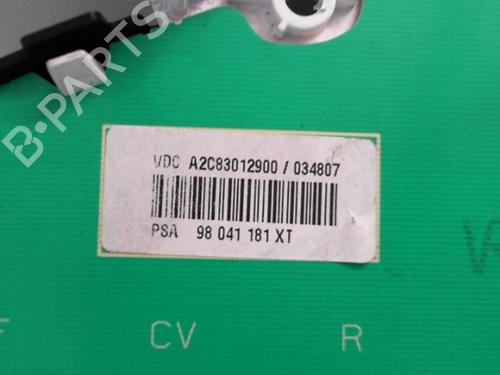 VDO A2C83012900 / 034807
PSA 98 041 181 XT
CV R
B-PARTS